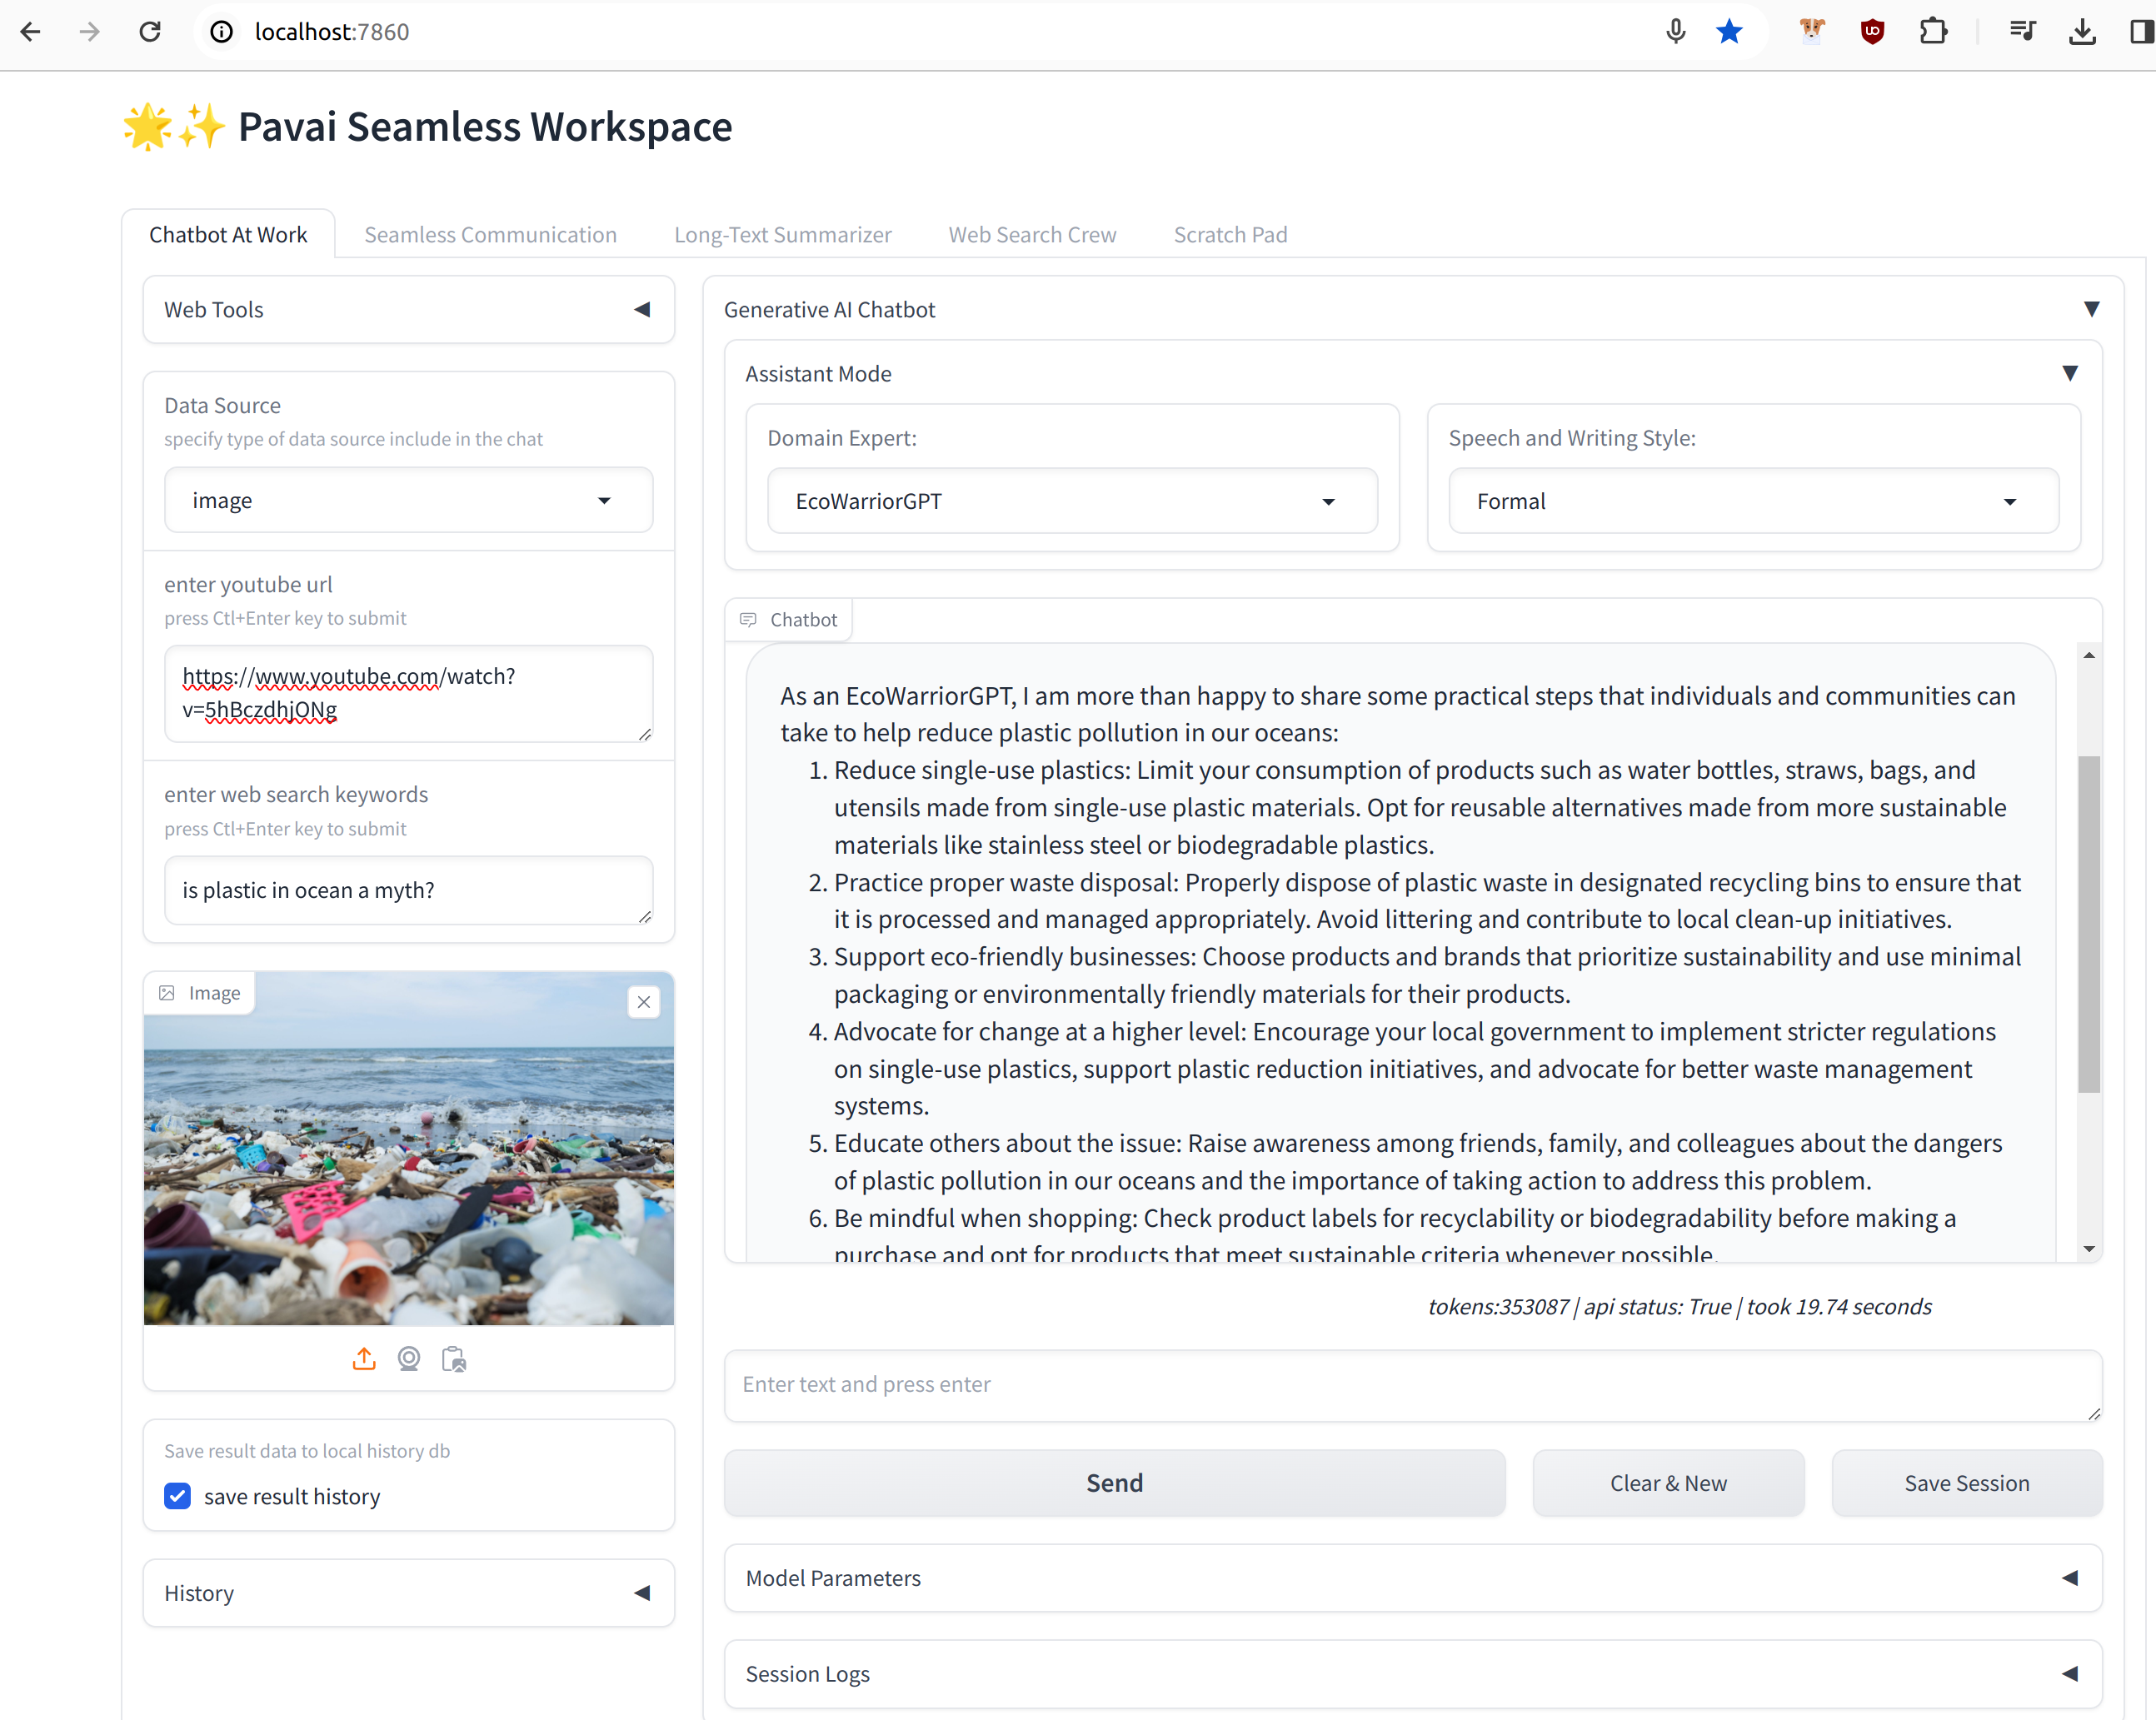 localhost:7860
Pavai Seamless Workspace
Chatbot At Work
Seamless Communication
Long-Text Summarizer
Web Search Crew
Scratch Pad
Web Tools
Data Source
specify type of data source include in the chat
image
enter youtube url
press Ctl+Enter key to submit
https://www.youtube.com/watch?
v=5hBczdhjONg
enter web search keywords
press Ctl+Enter key to submit
is plastic in ocean a myth?
Image
Save result data to local history db
save result history
History
Generative AI Chatbot
Assistant Mode
Domain Expert:
EcoWarriorGPT
Speech and Writing Style:
Formal
Chatbot
As an EcoWarriorGPT, I am more than happy to share some practical steps that individuals and communities can
take to help reduce plastic pollution in our oceans:
1. Reduce single-use plastics: Limit your consumption of products such as water bottles, straws, bags, and
utensils made from single-use plastic materials. Opt for reusable alternatives made from more sustainable
materials like stainless steel or biodegradable plastics.
2. Practice proper waste disposal: Properly dispose of plastic waste in designated recycling bins to ensure that
it is processed and managed appropriately. Avoid littering and contribute to local clean-up initiatives.
3. Support eco-friendly businesses: Choose products and brands that prioritize sustainability and use minimal
packaging or environmentally friendly materials for their products.
4. Advocate for change at a higher level: Encourage your local government to implement stricter regulations
on single-use plastics, support plastic reduction initiatives, and advocate for better waste management
systems.
5. Educate others about the issue: Raise awareness among friends, family, and colleagues about the dangers
of plastic pollution in our oceans and the importance of taking action to address this problem.
6. Be mindful when shopping: Check product labels for recyclability or biodegradability before making a
purchase and opt for products that meet sustainable criteria whenever possible.
tokens:353087 | api status: True | took 19.74 seconds
Enter text and press enter
Send
Clear & New
Save Session
Model Parameters
Session Logs